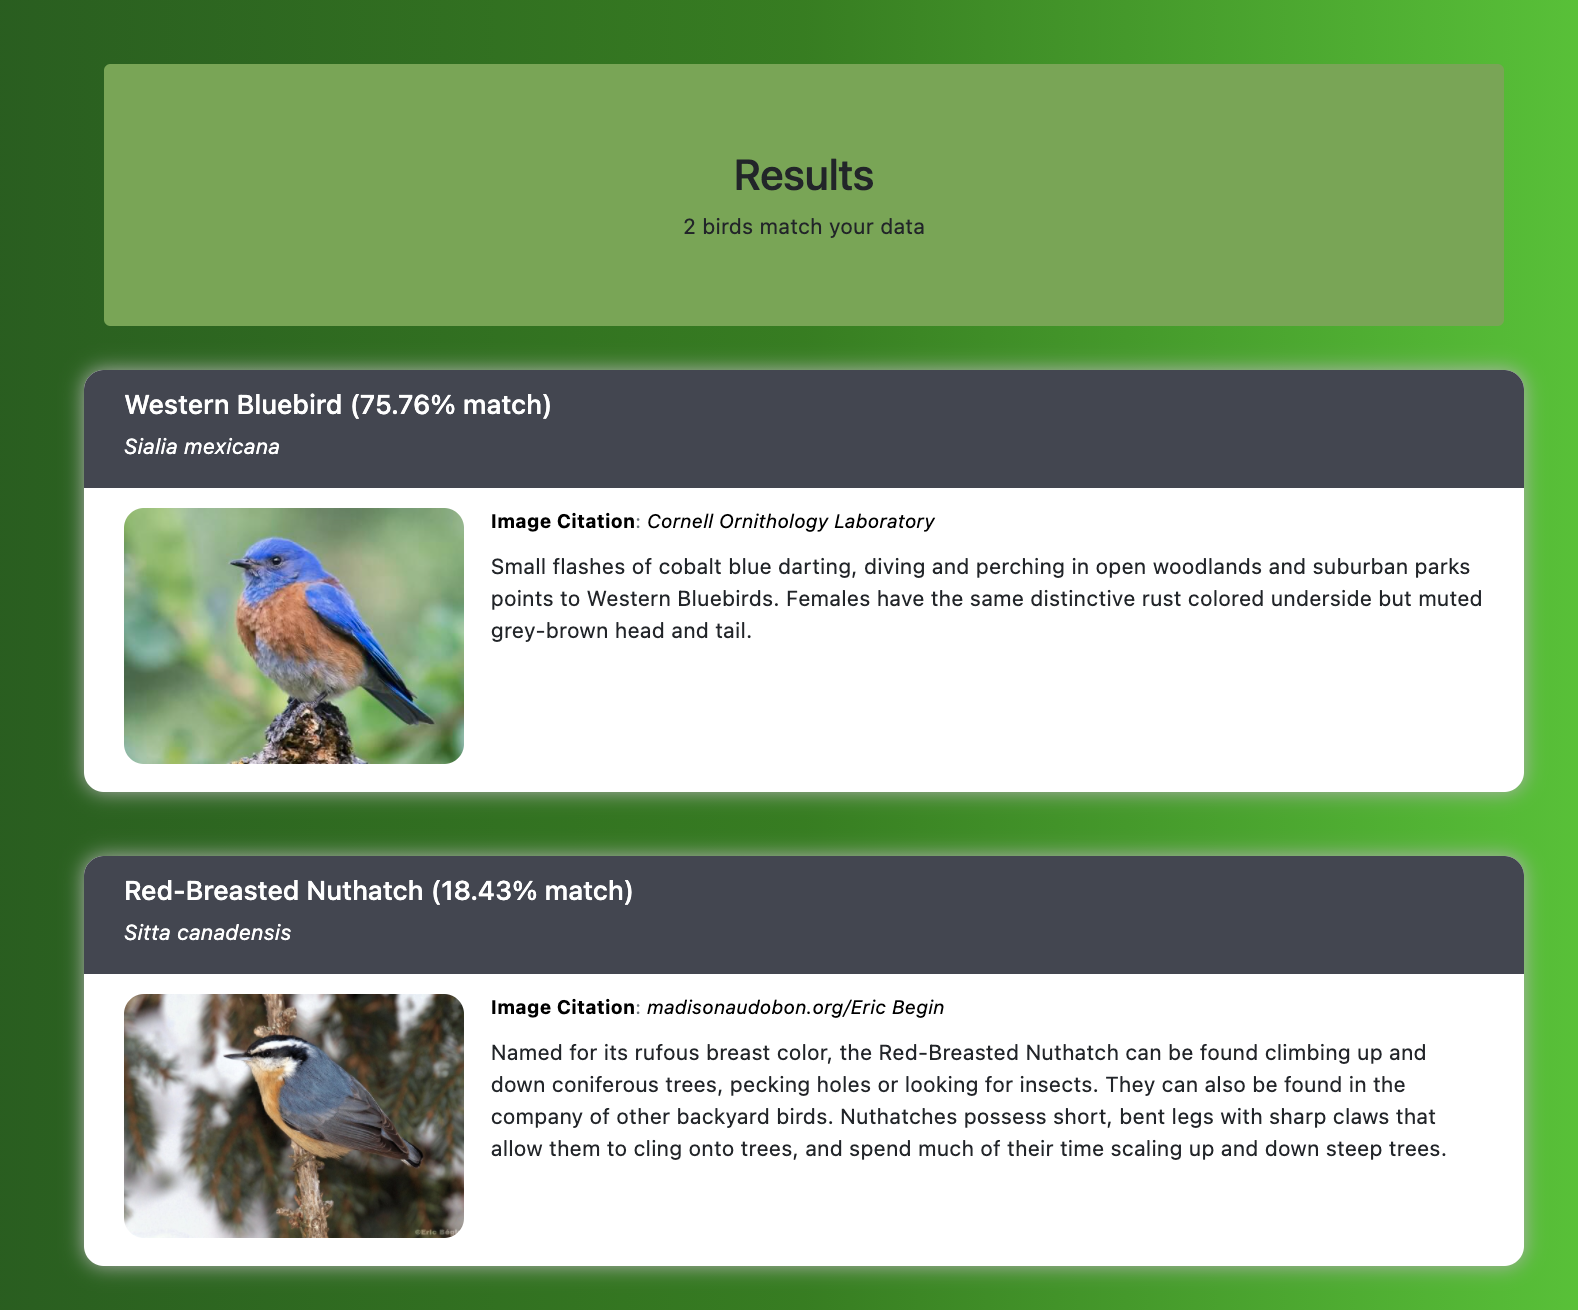 Results
2 birds match your data
Western Bluebird (75.76% match)
Sialia mexicana
Image Citation: Cornell Ornithology Laboratory
Small flashes of cobalt blue darting, diving and perching in open woodlands and suburban parks
points to Western Bluebirds. Females have the same distinctive rust colored underside but muted
grey-brown head and tail.
Red-Breasted Nuthatch (18.43% match)
Sitta canadensis
Image Citation: madisonaudobon.org/Eric Begin
Named for its rufous breast color, the Red-Breasted Nuthatch can be found climbing up and
down coniferous trees, pecking holes or looking for insects. They can also be found in the
company of other backyard birds. Nuthatches possess short, bent legs with sharp claws that
allow them to cling onto trees, and spend much of their time scaling up and down steep trees.
©Eric